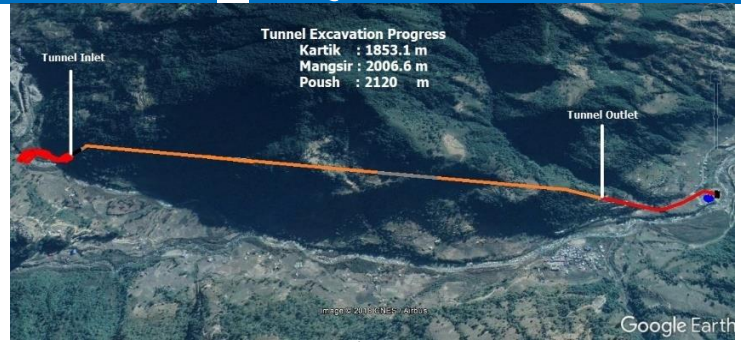 Tunnel Excavation Progress
Kartik : 1853.1 m
Mangsir : 2006.6 m
Poush : 2120 m
Tunnel Inlet
Tunnel Outlet
Image © 2018 CNES / Airbus
Google Earth